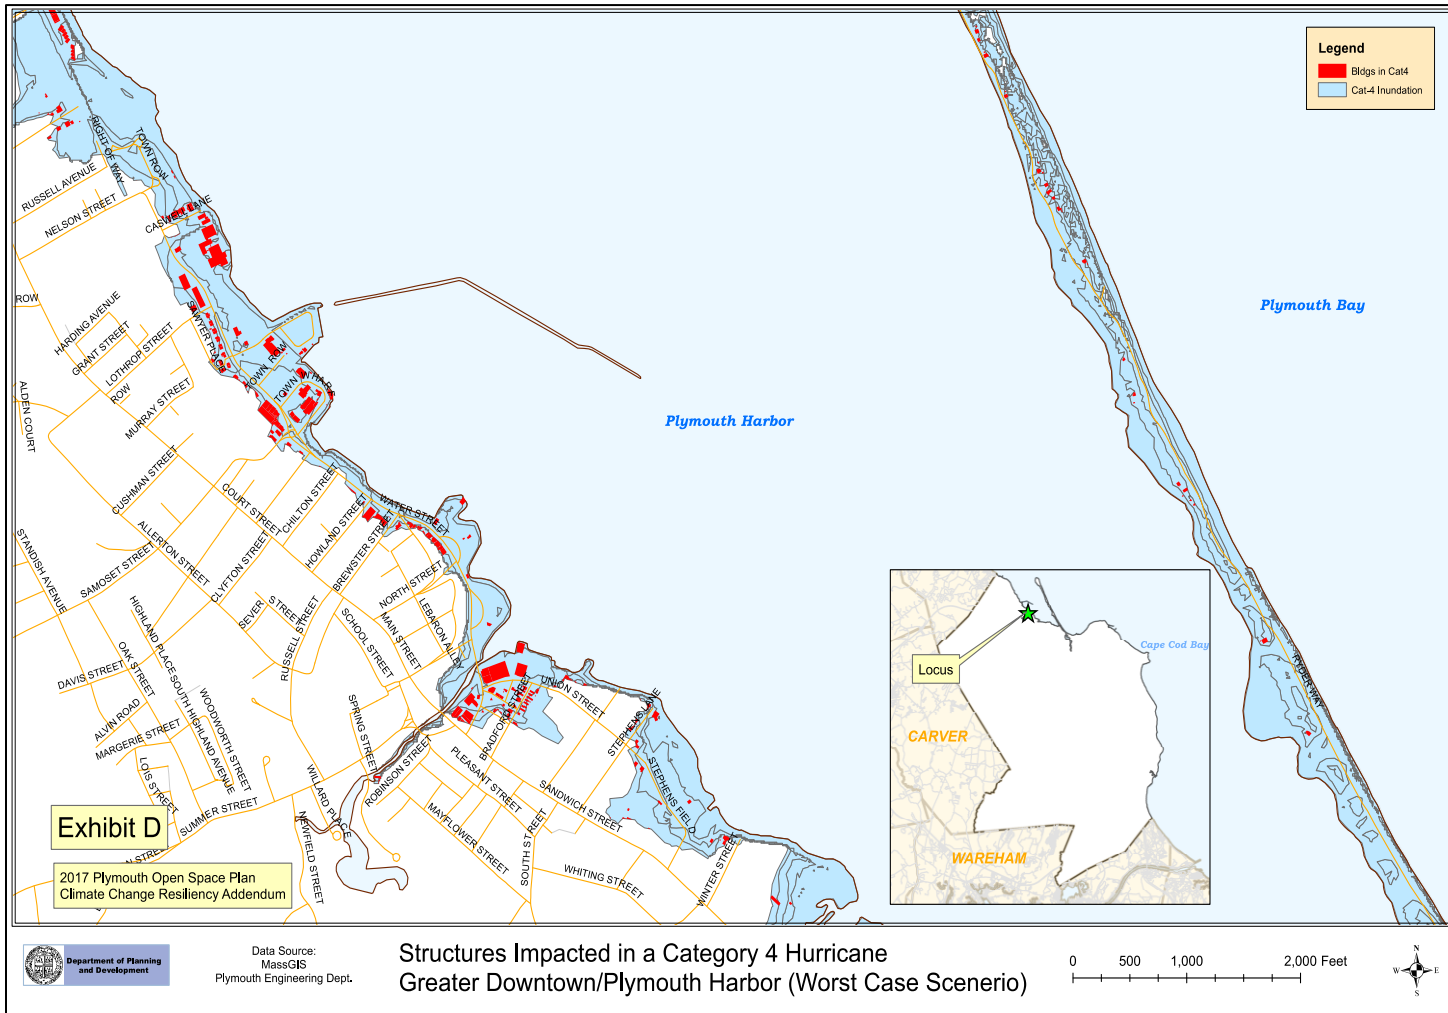 Legend
Bldgs in Cat4
Cat-4 Inundation
RIGHT OF WAY
TOWN ROW
RUSSELL AVENUE
NELSON STREET
CASWELL LANE
ROW
HARDING AVENUE
GRANT STREET
LOTHROP STREET
SAWYER PLACE
ROW
MURRAY STREET
TOWN ROW
TOWN WHARF
ALDEN COURT
Plymouth Bay
Plymouth Harbor
CUSHMAN STREET
COURT STREET
CHILTON STREET
WATER STREET
HOWLAND STREET
BREWSTER STREET
ALLERTON STREET
STANDISH AVENUE
SAMOSET STREET
CLYFTON STREET
SEVER
STREET
NORTH STREET
MAIN STREET
LEBARON ALLEY
SCHOOL STREET
RUSSELL STREET
HIGHLAND PLACE
SOUTH HIGHLAND AVENUE
OAK STREET
DAVIS STREET
ALVIN ROAD
WOODWORTH STREET
MARGERIE STREET
LOIS STREET
SUMMER STREET
SPRING STREET
WILLARD PLACE
NEWFIELD STREET
ROBINSON STREET
BRADFORD STREET
UNION STREET
STEPHENS LANE
STEPHENS FIELD
PLEASANT STREET
SANDWICH STREET
MAYFLOWER STREET
SOUTH STREET
WHITING STREET
WINTER STREET
RYDER WAY
Cape Cod Bay
Locus
CARVER
WAREHAM
Exhibit D
2017 Plymouth Open Space Plan
Climate Change Resiliency Addendum
Department of Planning
and Development
Data Source:
MassGIS
Plymouth Engineering Dept.
Structures Impacted in a Category 4 Hurricane
Greater Downtown/Plymouth Harbor (Worst Case Scenerio)
0 500 1,000 2,000 Feet
N
W E
S